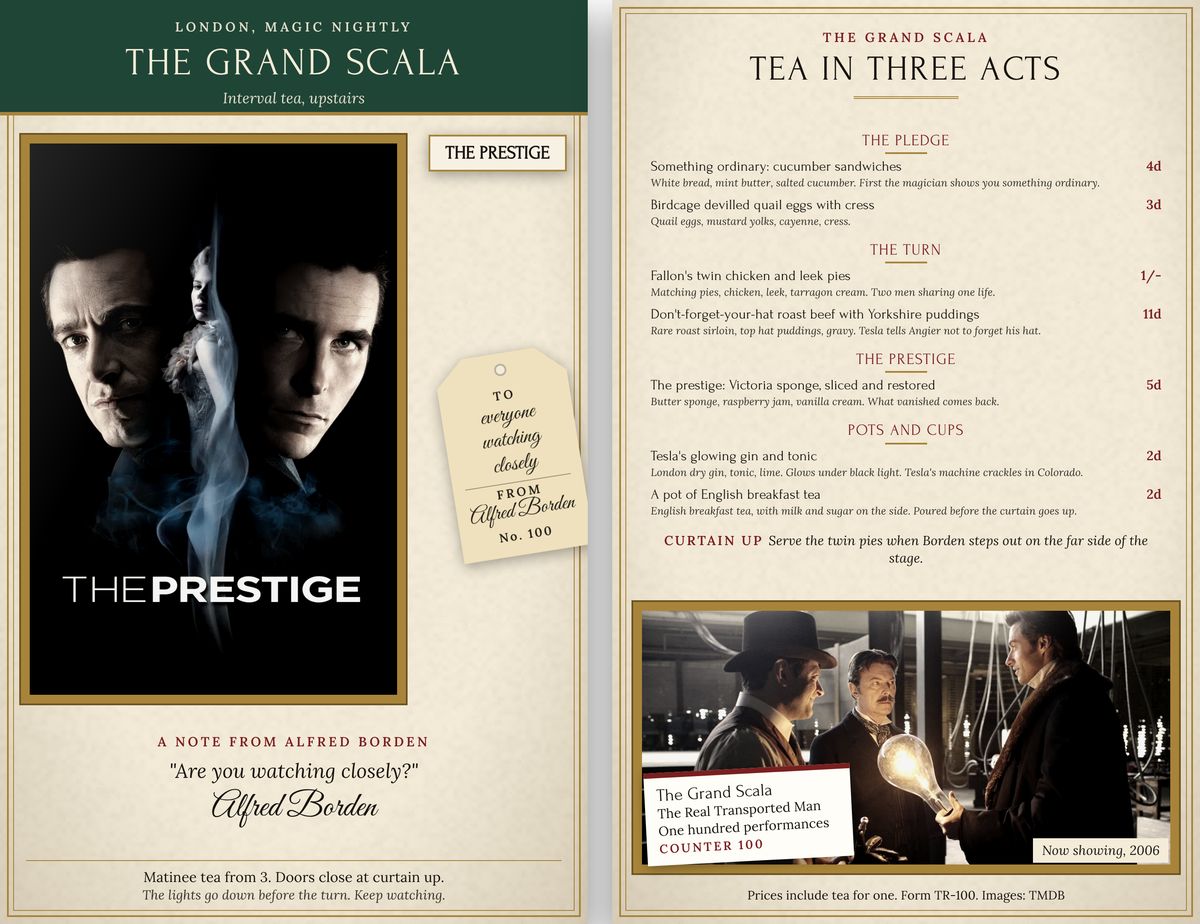 LONDON, MAGIC NIGHTLY
THE GRAND SCALA
Interval tea, upstairs
THE PRESTIGE
THE PRESTIGE
TO
everyone
watching
closely
FROM
Alfred Borden
No. 100
A NOTE FROM ALFRED BORDEN
"Are you watching closely?"
Alfred Borden
Matinee tea from 3. Doors close at curtain up.
The lights go down before the turn. Keep watching.
THE GRAND SCALA
TEA IN THREE ACTS
THE PLEDGE
Something ordinary: cucumber sandwiches 4d
White bread, mint butter, salted cucumber. First the magician shows you something ordinary.
Birdcage devilled quail eggs with cress 3d
Quail eggs, mustard yolks, cayenne, cress.
THE TURN
Fallon's twin chicken and leek pies 1/-
Matching pies, chicken, leek, tarragon cream. Two men sharing one life.
Don't-forget-your-hat roast beef with Yorkshire puddings 11d
Rare roast sirloin, top hat puddings, gravy. Tesla tells Angier not to forget his hat.
THE PRESTIGE
The prestige: Victoria sponge, sliced and restored 5d
Butter sponge, raspberry jam, vanilla cream. What vanished comes back.
POTS AND CUPS
Tesla's glowing gin and tonic 2d
London dry gin, tonic, lime. Glows under black light. Tesla's machine crackles in Colorado.
A pot of English breakfast tea 2d
English breakfast tea, with milk and sugar on the side. Poured before the curtain goes up.
CURTAIN UP Serve the twin pies when Borden steps out on the far side of the
stage.
The Grand Scala
The Real Transported Man
One hundred performances
COUNTER 100
Now showing, 2006
Prices include tea for one. Form TR-100. Images: TMDB